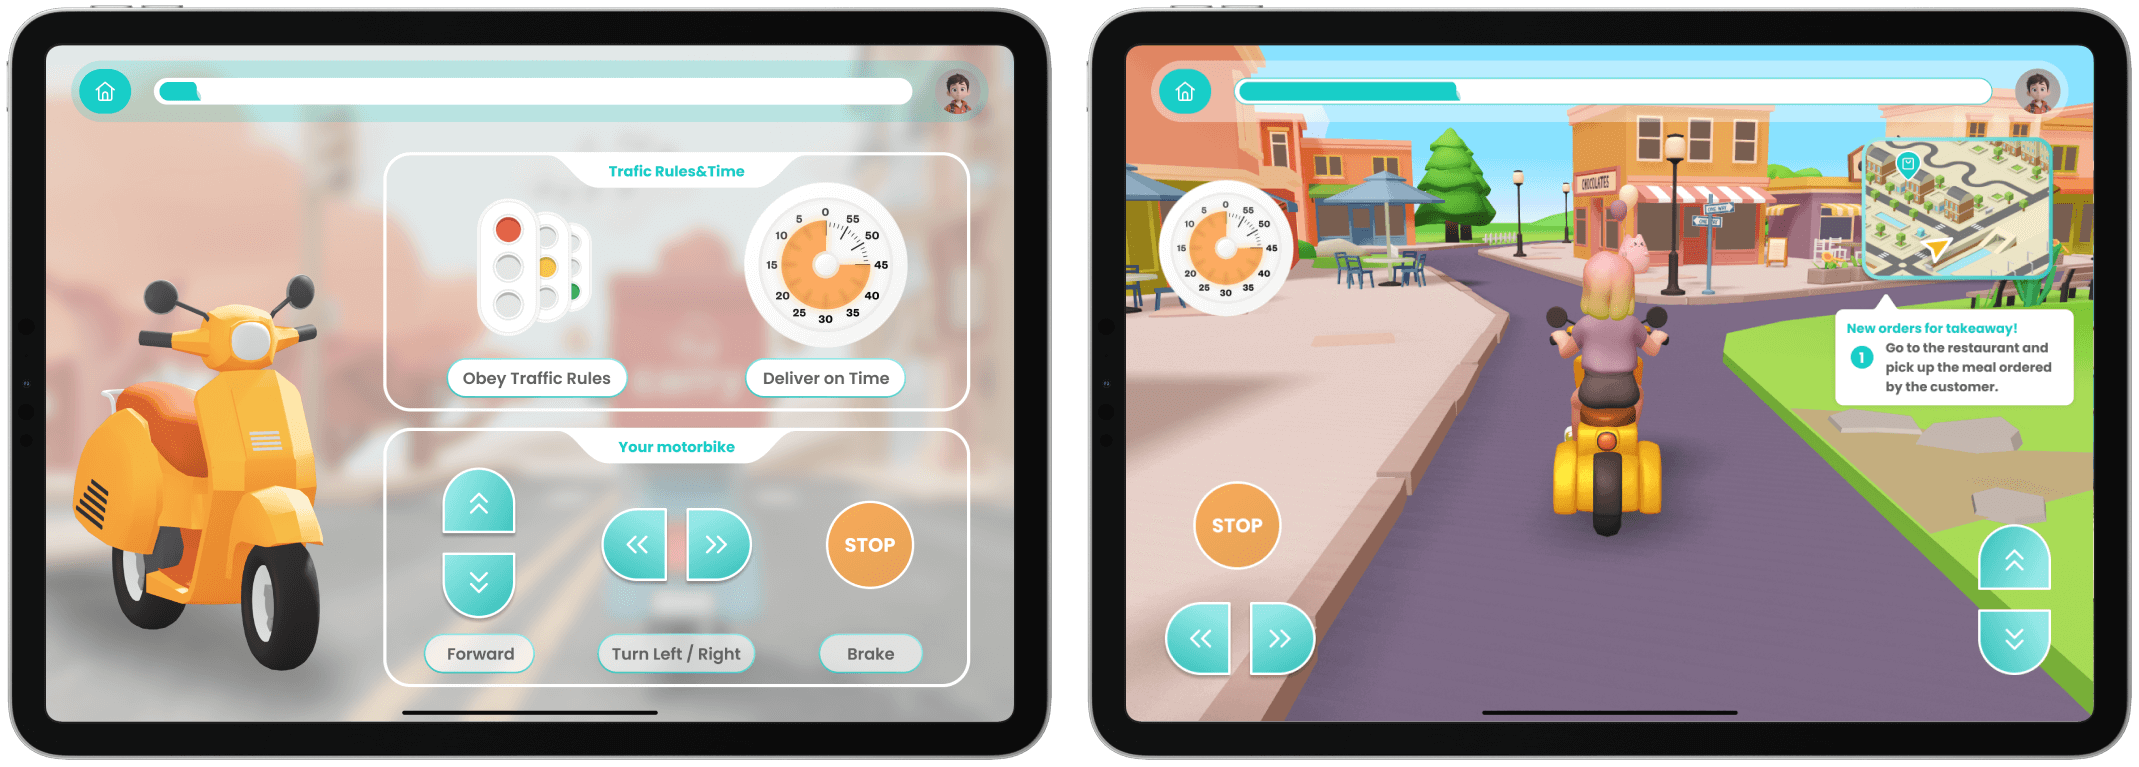 Trafic Rules&Time
0
55
50
45
40
35
30
25
20
15
10
5
Obey Traffic Rules
Deliver on Time
Your motorbike
STOP
Forward
Turn Left / Right
Brake
CHOCOLATES
ONE WAY
0
55
50
45
40
35
30
25
20
15
10
5
New orders for takeaway!
1
Go to the restaurant and
pick up the meal ordered
by the customer.
STOP